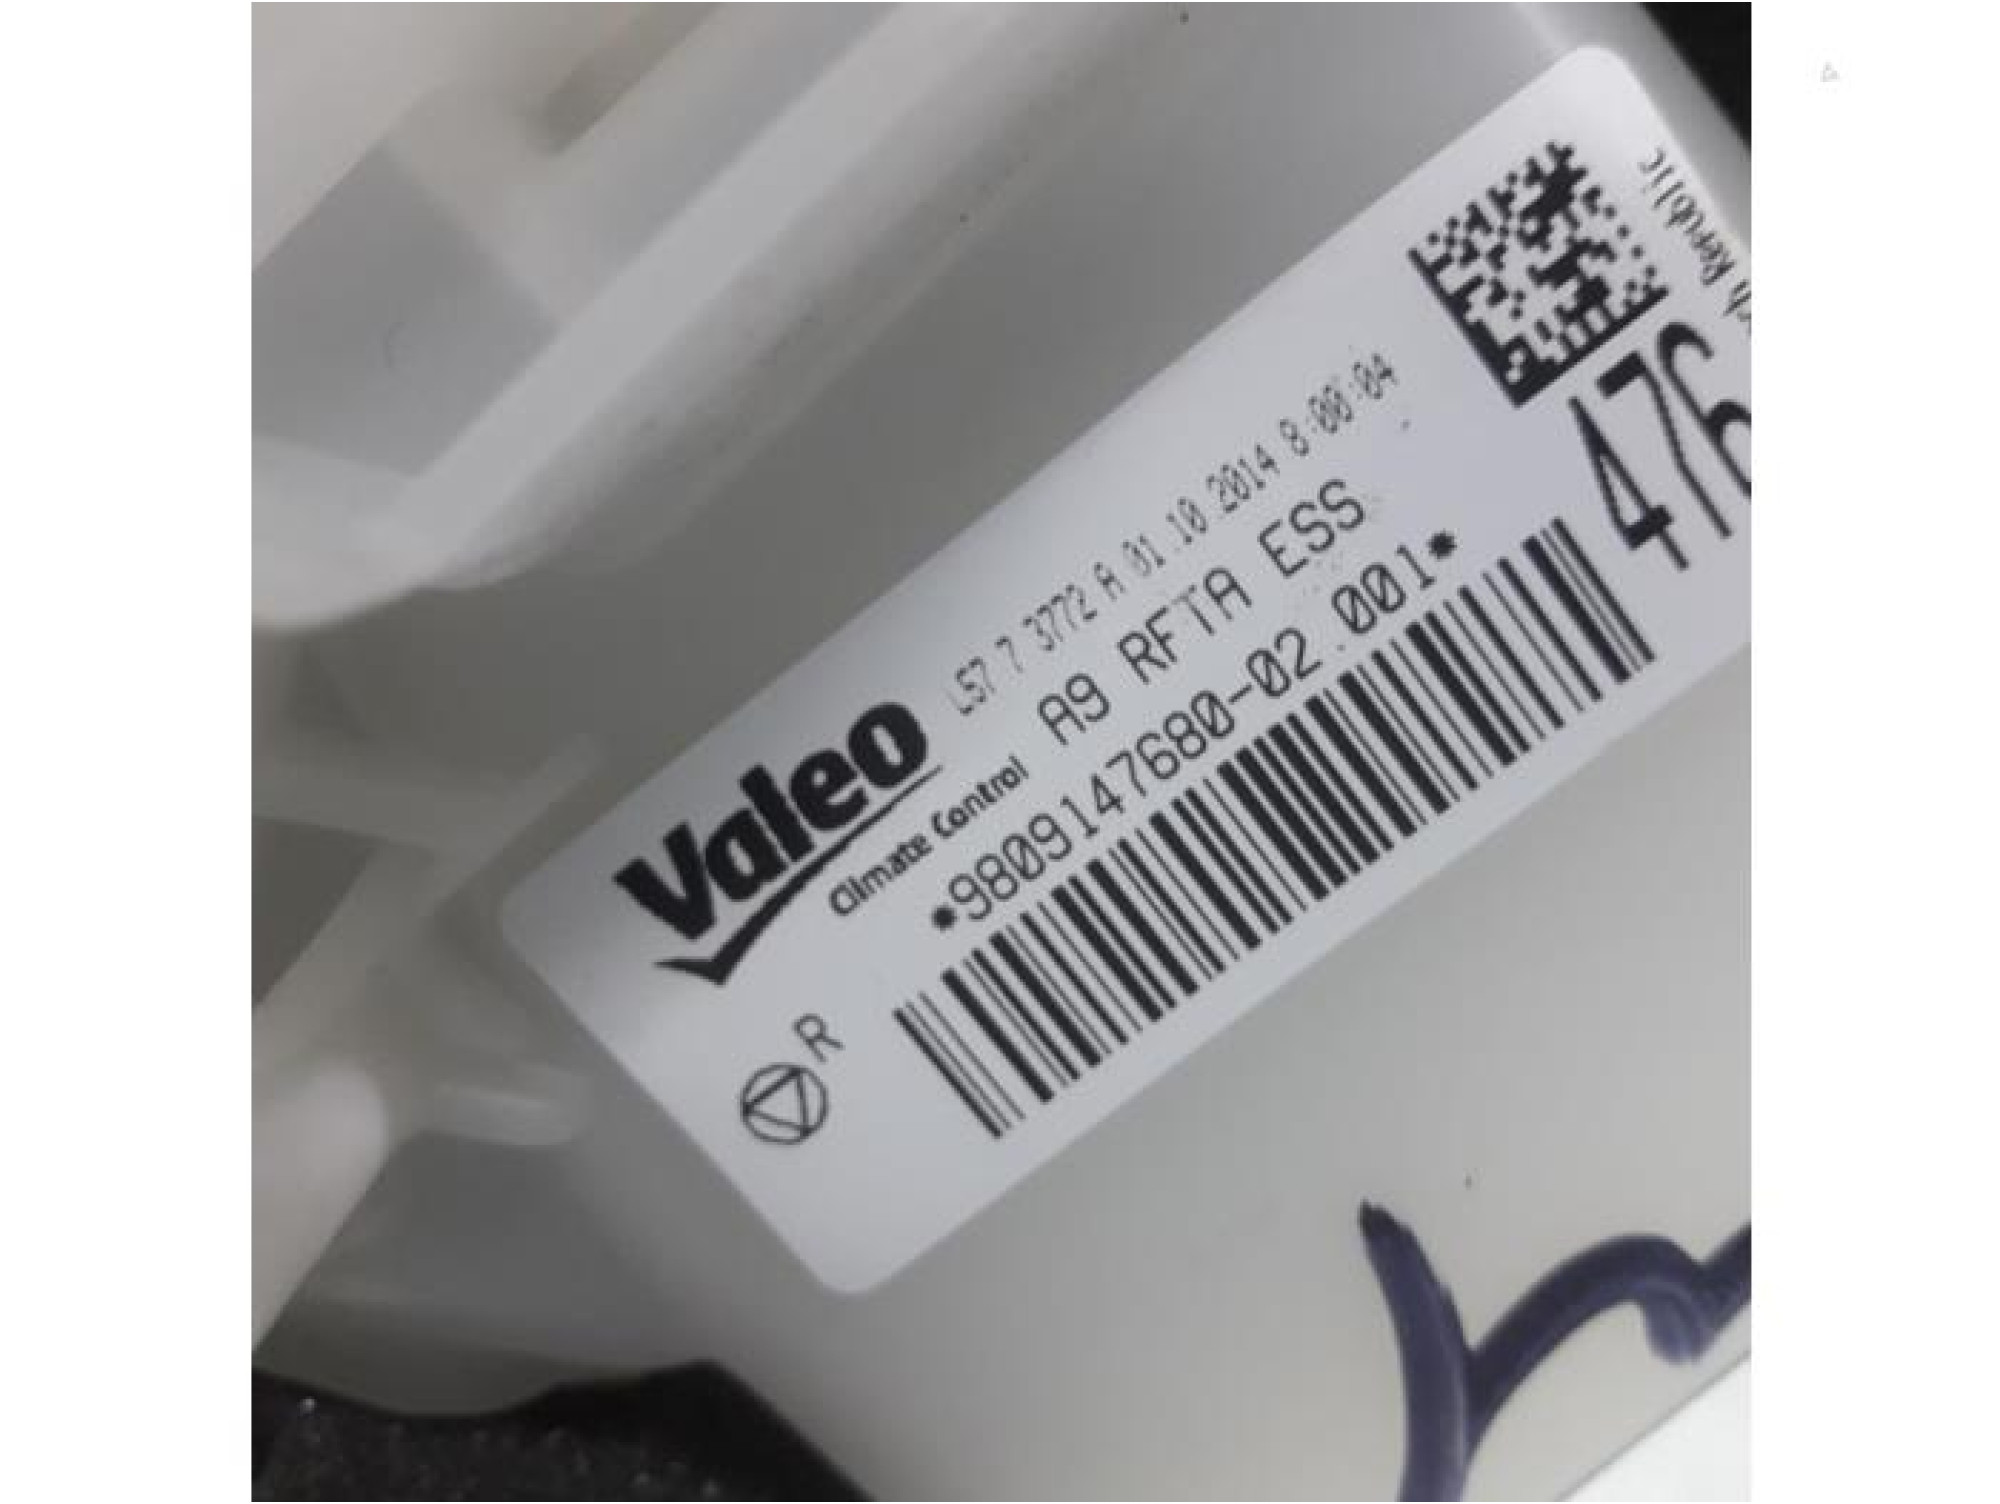 Valeo
Climate Control
L57 7 3772 A 01.10.2014 8:00:04
A9 RFTA ESS
*9809147680-02.001*
R
Republic
476